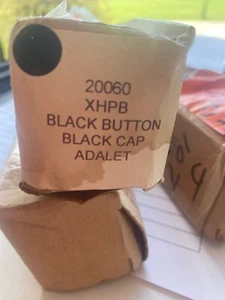 20060
XHPB
BLACK BUTTON
BLACK CAP
ADALET